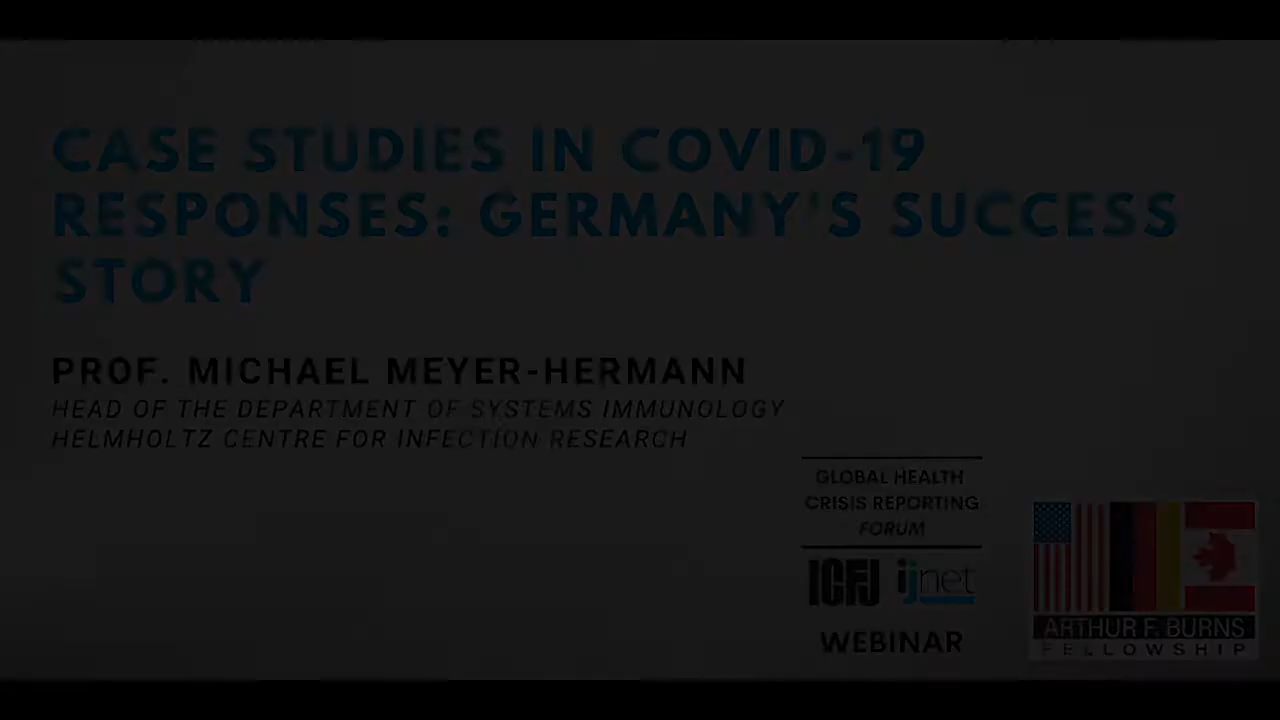 CASE STUDIES IN COVID-19
RESPONSES: GERMANY'S SUCCESS
STORY
PROF. MICHAEL MEYER-HERMANN
HEAD OF THE DEPARTMENT OF SYSTEMS IMMUNOLOGY
HELMHOLTZ CENTRE FOR INFECTION RESEARCH
GLOBAL HEALTH
CRISIS REPORTING
FORUM
ICFJ ijnet
WEBINAR
ARTHUR F. BURNS
FELLOWSHIP